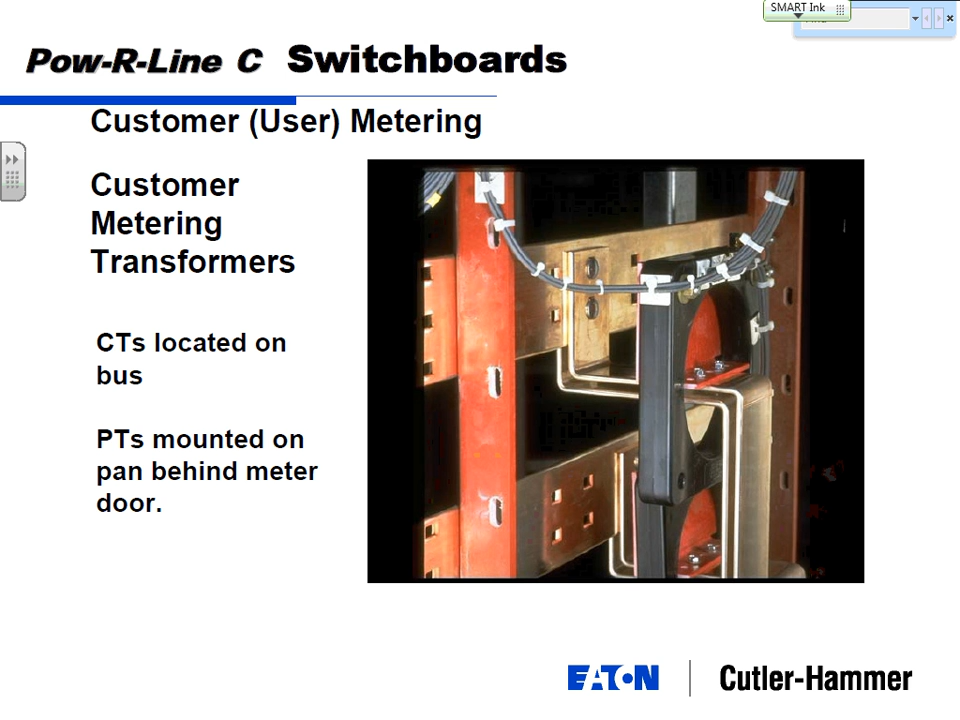 SMART Ink
Pow-R-Line C Switchboards
Customer (User) Metering
Customer
Metering
Transformers
CTs located on
bus
PTs mounted on
pan behind meter
door.
EATON
Cutler-Hammer